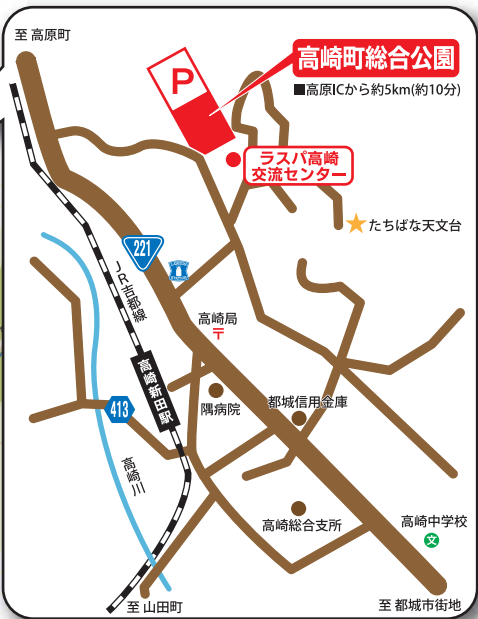 至 高原町
P
高崎町総合公園
■高原ICから約5km(約10分)
ラスパ高崎
交流センター
たちばな天文台
221
JR吉都線
高崎局
〒
高崎新田駅
隅病院
都城信用金庫
413
高崎川
高崎総合支所
高崎中学校
文
至 山田町
至 都城市街地